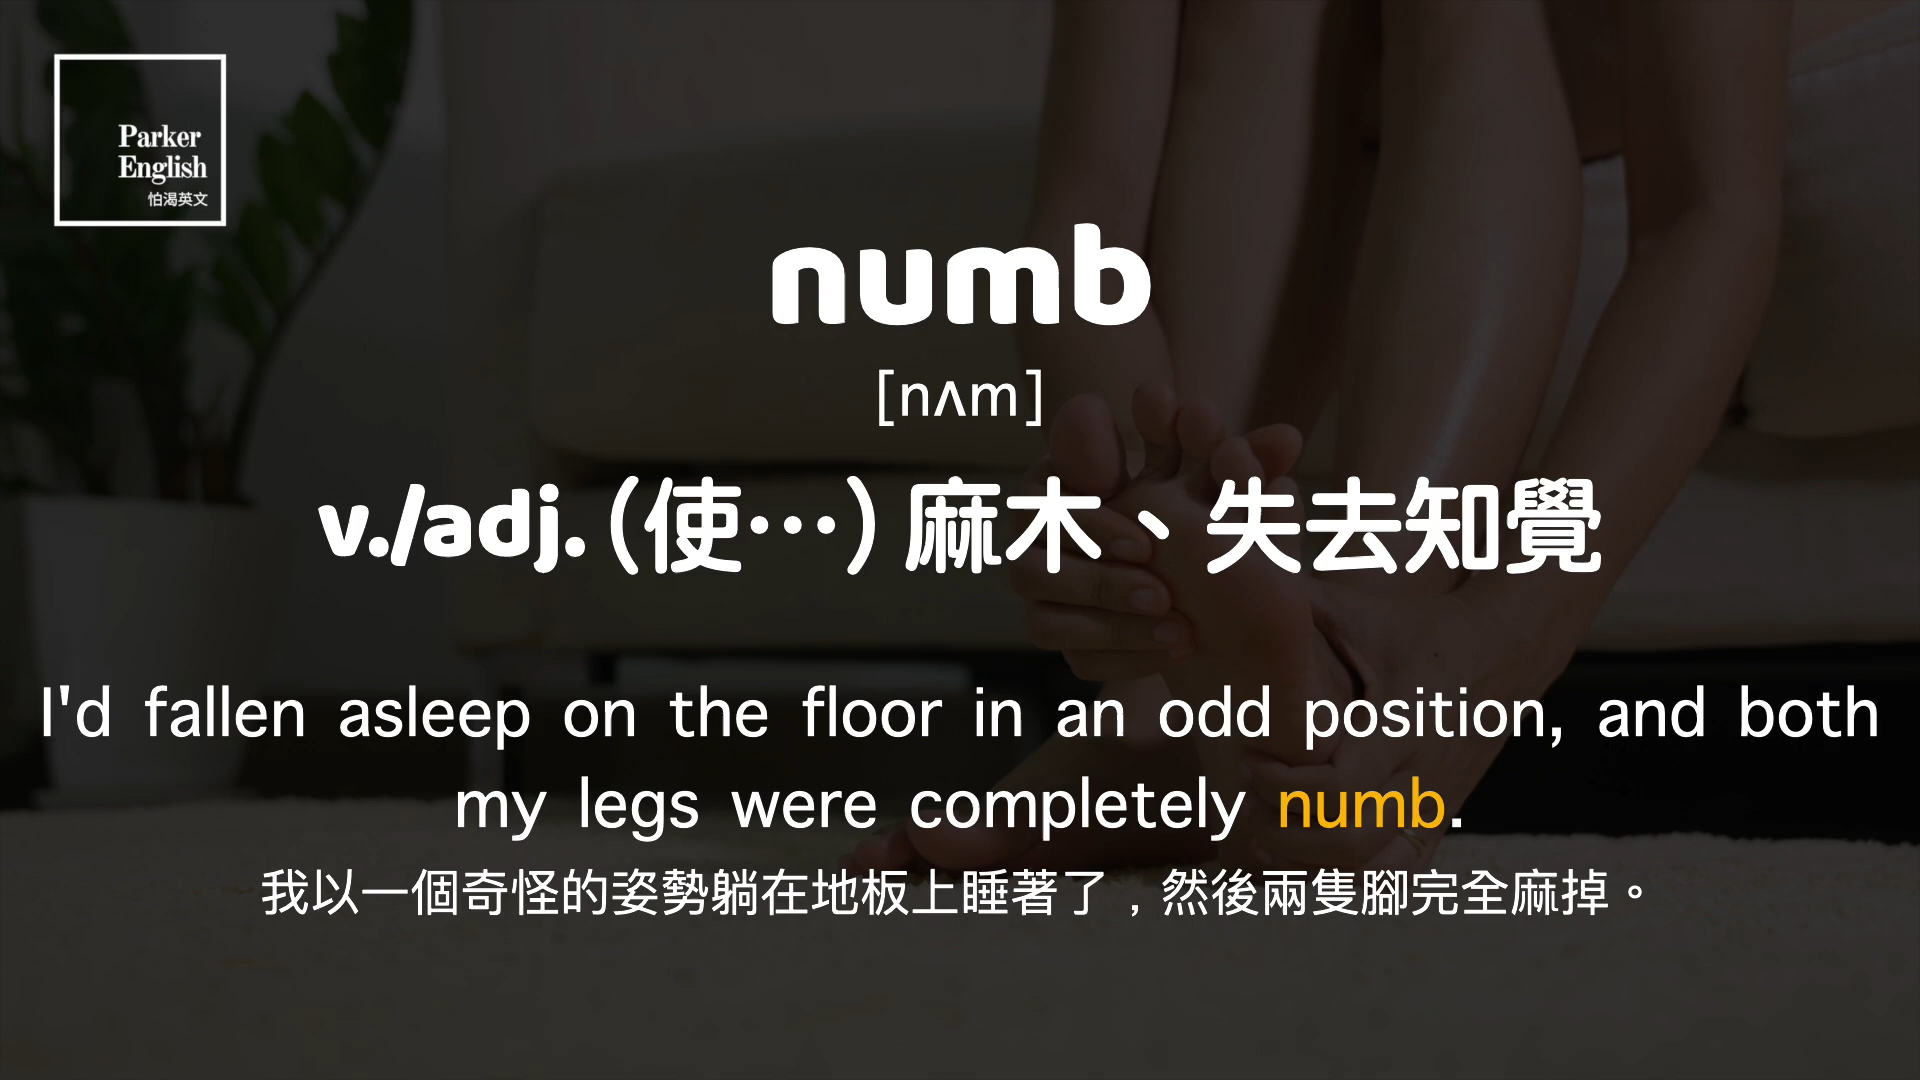 Parker
English
怕渴英文
numb
[nʌm]
v./adj.（使⋯）麻木、失去知覺
I'd fallen asleep on the floor in an odd position, and both
my legs were completely numb.
我以一個奇怪的姿勢躺在地板上睡著了，然後兩隻腳完全麻掉。